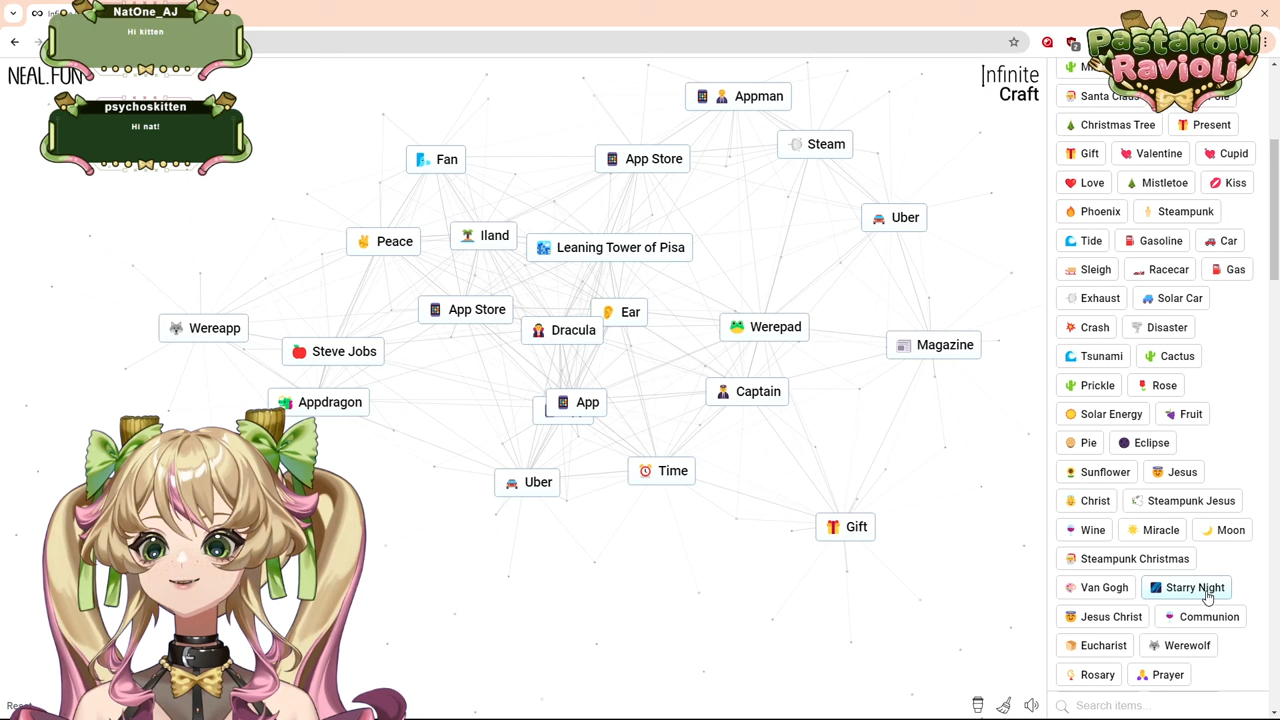 NatOne_AJ
Hi kitten
psychoskitten
Hi nat!
NEAL.FUN
Pastaroni
Ravioli
Infinite
Craft
Appman
Steam
Fan
App Store
Uber
Peace
Iland
Leaning Tower of Pisa
App Store
Ear
Dracula
Werepad
Wereapp
Steve Jobs
Magazine
Appdragon
App
Captain
Uber
Time
Gift
Santa Claus
Christmas Tree Present
Gift Valentine Cupid
Love Mistletoe Kiss
Phoenix Steampunk
Tide Gasoline Car
Sleigh Racecar Gas
Exhaust Solar Car
Crash Disaster
Tsunami Cactus
Prickle Rose
Solar Energy Fruit
Pie Eclipse
Sunflower Jesus
Christ Steampunk Jesus
Wine Miracle Moon
Steampunk Christmas
Van Gogh Starry Night
Jesus Christ Communion
Eucharist Werewolf
Rosary Prayer
Search items...